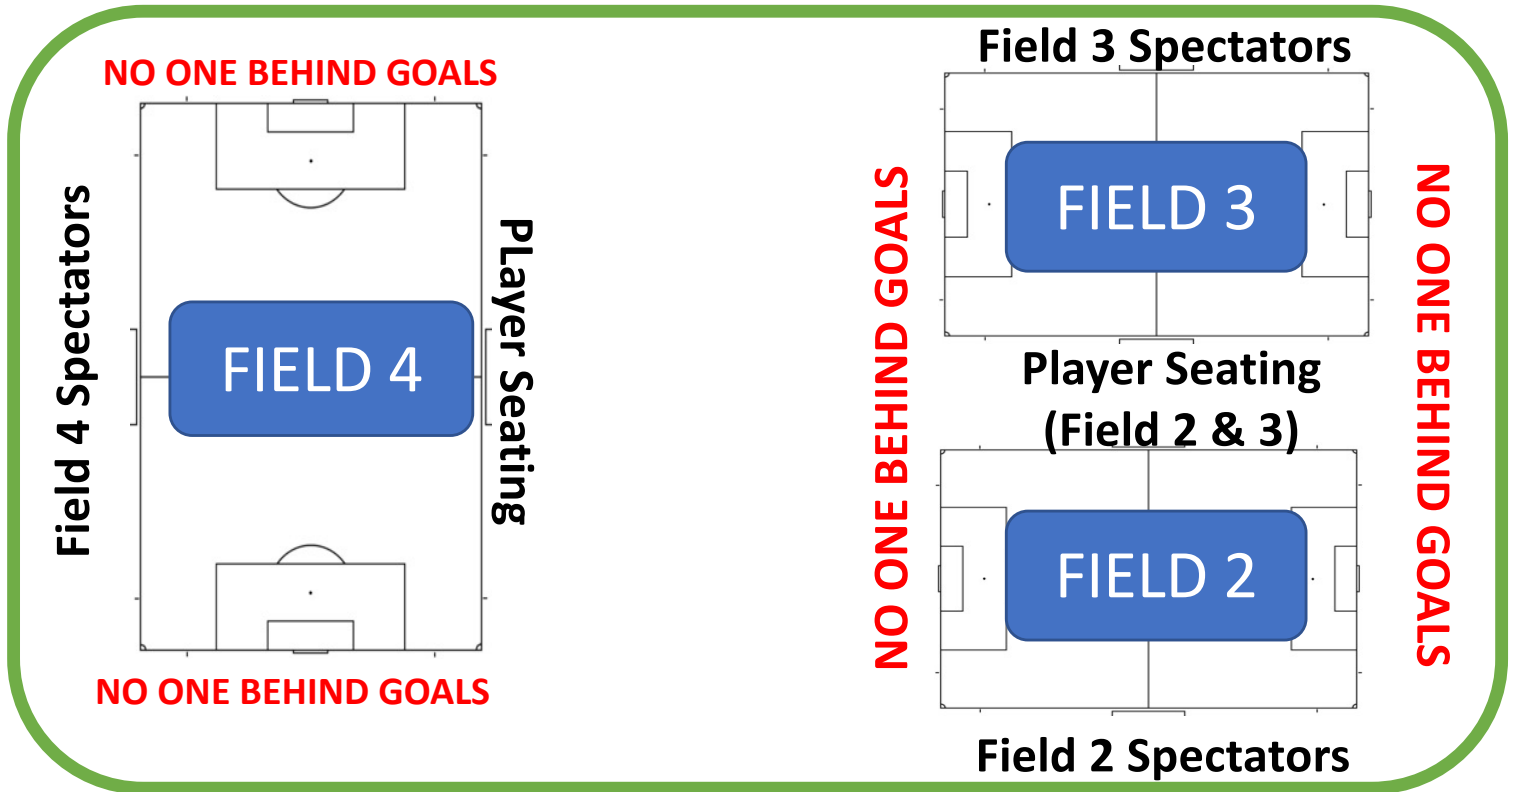 NO ONE BEHIND GOALS
Field 4 Spectators
FIELD 4
PLayer Seating
NO ONE BEHIND GOALS
Field 3 Spectators
NO ONE BEHIND GOALS
FIELD 3
NO ONE BEHIND GOALS
Player Seating
(Field 2 & 3)
FIELD 2
Field 2 Spectators